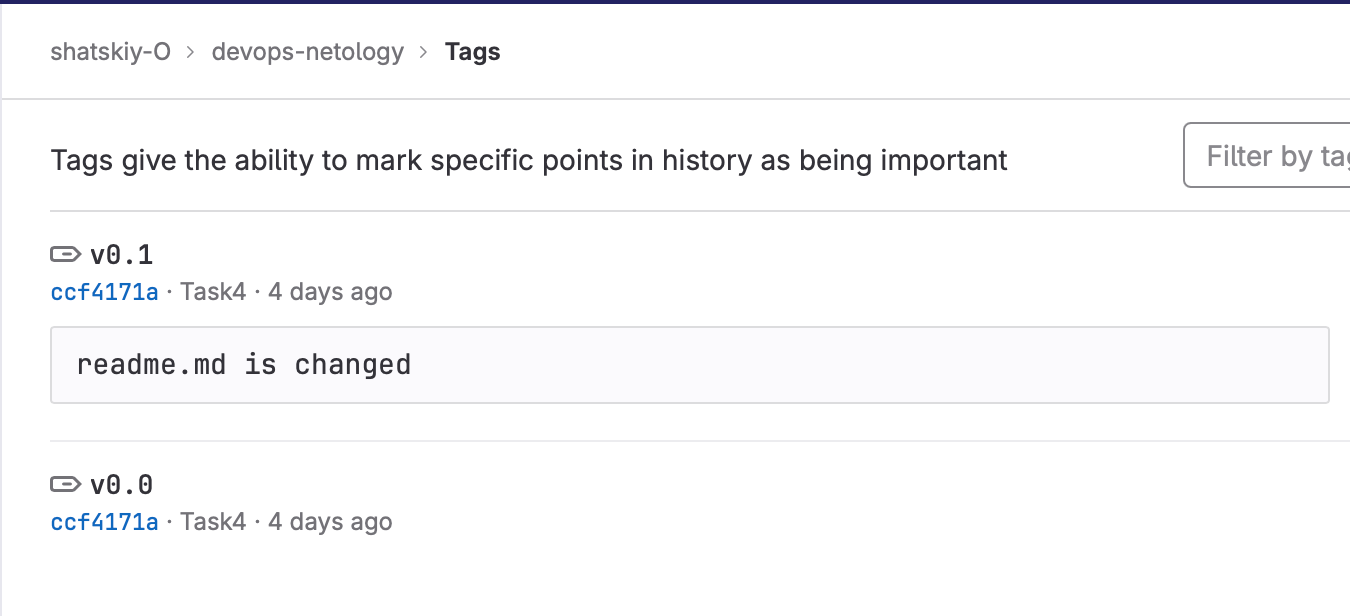 shatskiy-O > devops-netology > Tags
Tags give the ability to mark specific points in history as being important
Filter by tag
v0.1
ccf4171a · Task4 · 4 days ago
readme.md is changed
v0.0
ccf4171a · Task4 · 4 days ago